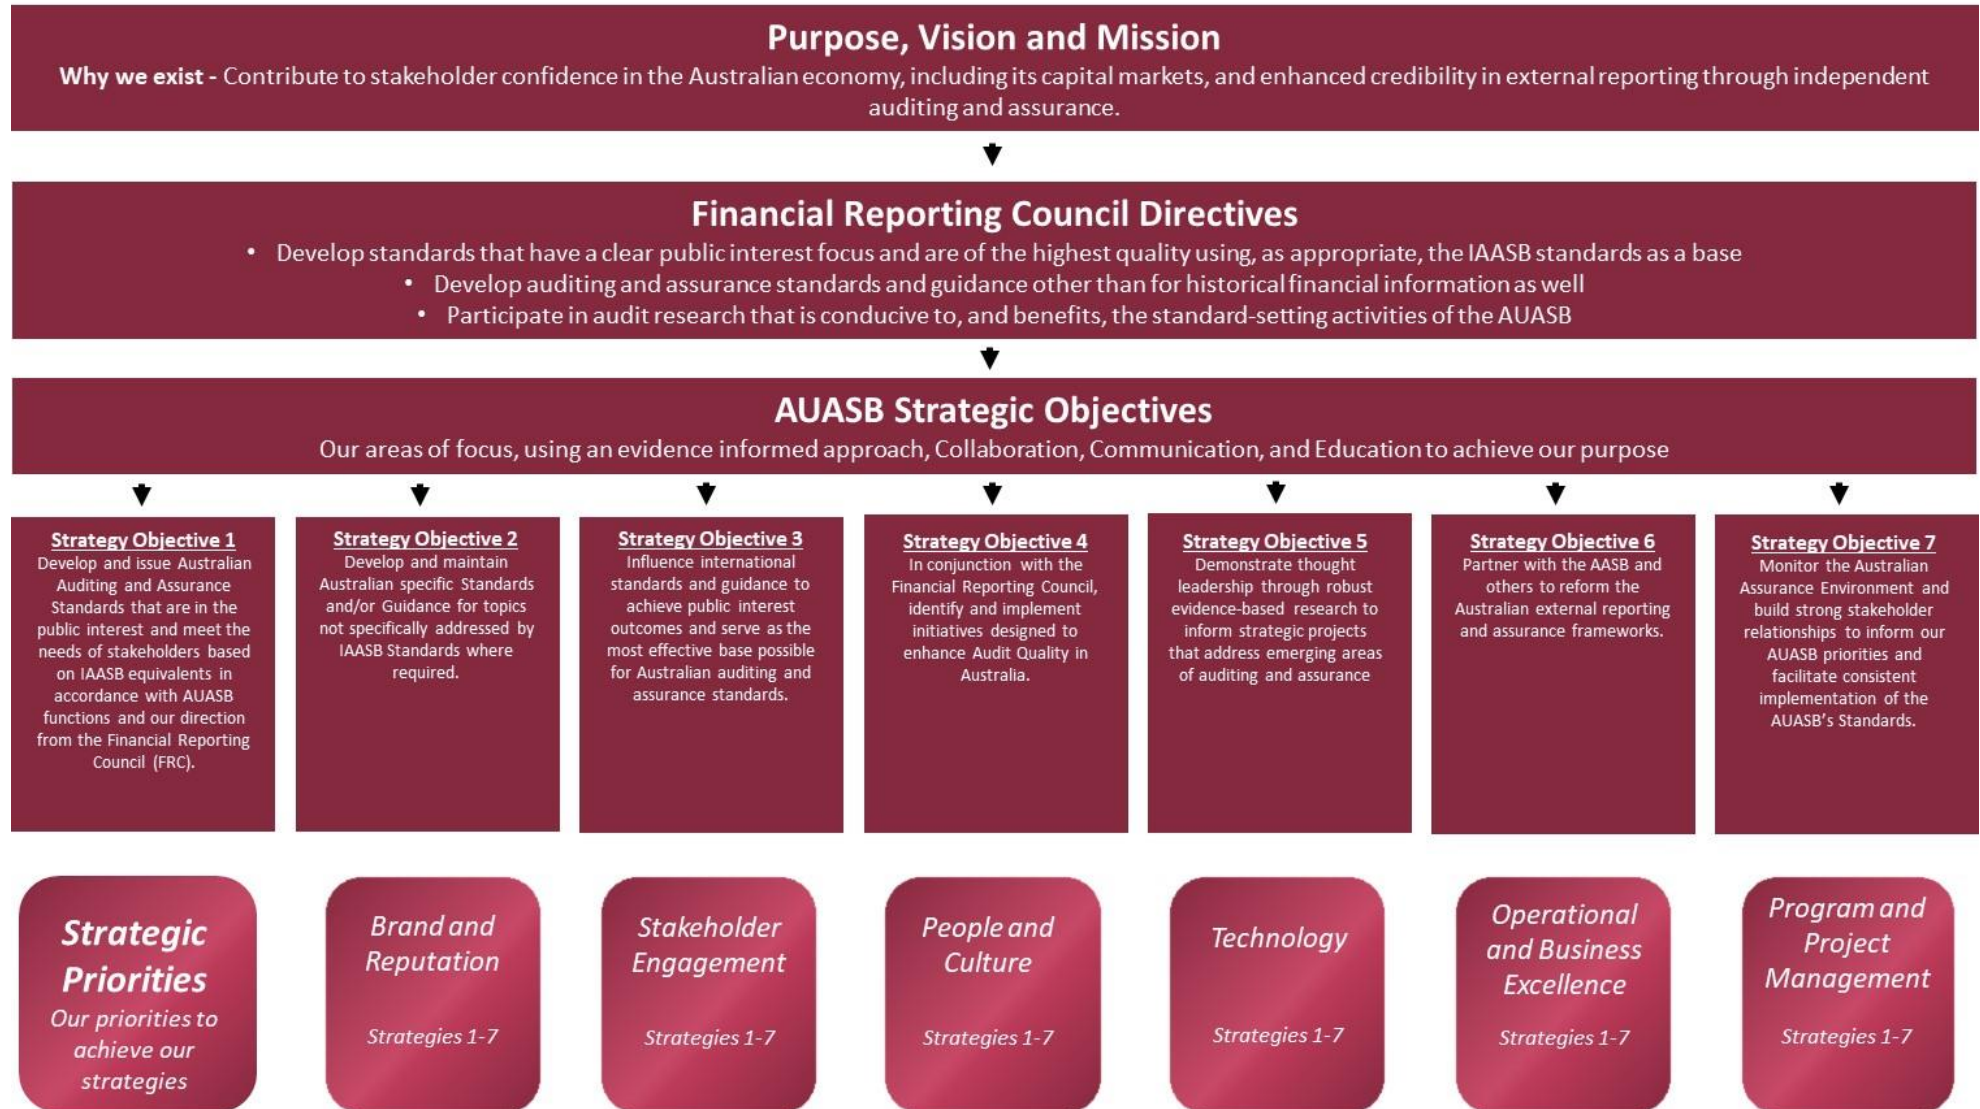 Purpose, Vision and Mission
Why we exist - Contribute to stakeholder confidence in the Australian economy, including its capital markets, and enhanced credibility in external reporting through independent
auditing and assurance.
Financial Reporting Council Directives
• Develop standards that have a clear public interest focus and are of the highest quality using, as appropriate, the IAASB standards as a base
• Develop auditing and assurance standards and guidance other than for historical financial information as well
• Participate in audit research that is conducive to, and benefits, the standard-setting activities of the AUASB
AUASB Strategic Objectives
Our areas of focus, using an evidence informed approach, Collaboration, Communication, and Education to achieve our purpose
Strategy Objective 1
Develop and issue Australian
Auditing and Assurance
Standards that are in the
public interest and meet the
needs of stakeholders based
on IAASB equivalents in
accordance with AUASB
functions and our direction
from the Financial Reporting
Council (FRC).
Strategy Objective 2
Develop and maintain
Australian specific Standards
and/or Guidance for topics
not specifically addressed by
IAASB Standards where
required.
Strategy Objective 3
Influence international
standards and guidance to
achieve public interest
outcomes and serve as the
most effective base possible
for Australian auditing and
assurance standards.
Strategy Objective 4
In conjunction with the
Financial Reporting Council,
identify and implement
initiatives designed to
enhance Audit Quality in
Australia.
Strategy Objective 5
Demonstrate thought
leadership through robust
evidence-based research to
inform strategic projects
that address emerging areas
of auditing and assurance
Strategy Objective 6
Partner with the AASB and
others to reform the
Australian external reporting
and assurance frameworks.
Strategy Objective 7
Monitor the Australian
Assurance Environment and
build strong stakeholder
relationships to inform our
AUASB priorities and
facilitate consistent
implementation of the
AUASB's Standards.
Strategic
Priorities
Our priorities to
achieve our
strategies
Brand and
Reputation
Strategies 1-7
Stakeholder
Engagement
Strategies 1-7
People and
Culture
Strategies 1-7
Technology
Strategies 1-7
Operational
and Business
Excellence
Strategies 1-7
Program and
Project
Management
Strategies 1-7